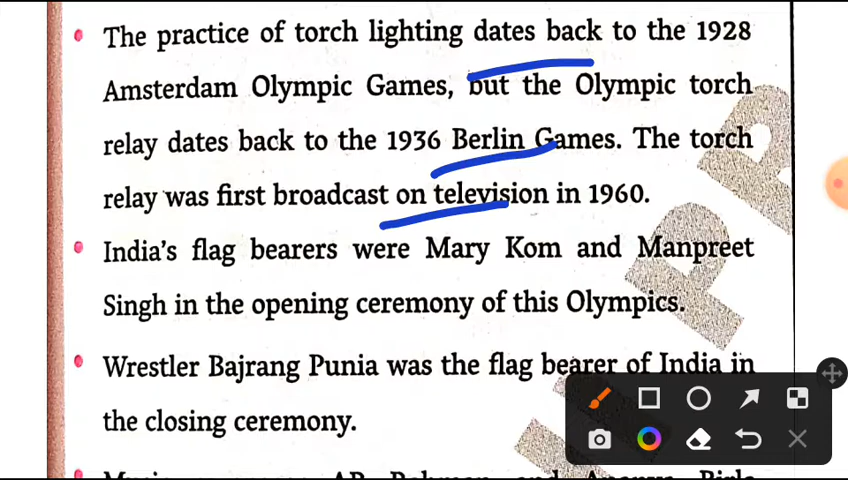 The practice of torch lighting dates back to the 1928
Amsterdam Olympic Games, but the Olympic torch
relay dates back to the 1936 Berlin Games. The torch
relay was first broadcast on television in 1960.
India's flag bearers were Mary Kom and Manpreet
Singh in the opening ceremony of this Olympics.
Wrestler Bajrang Punia was the flag bearer of India in
the closing ceremony.